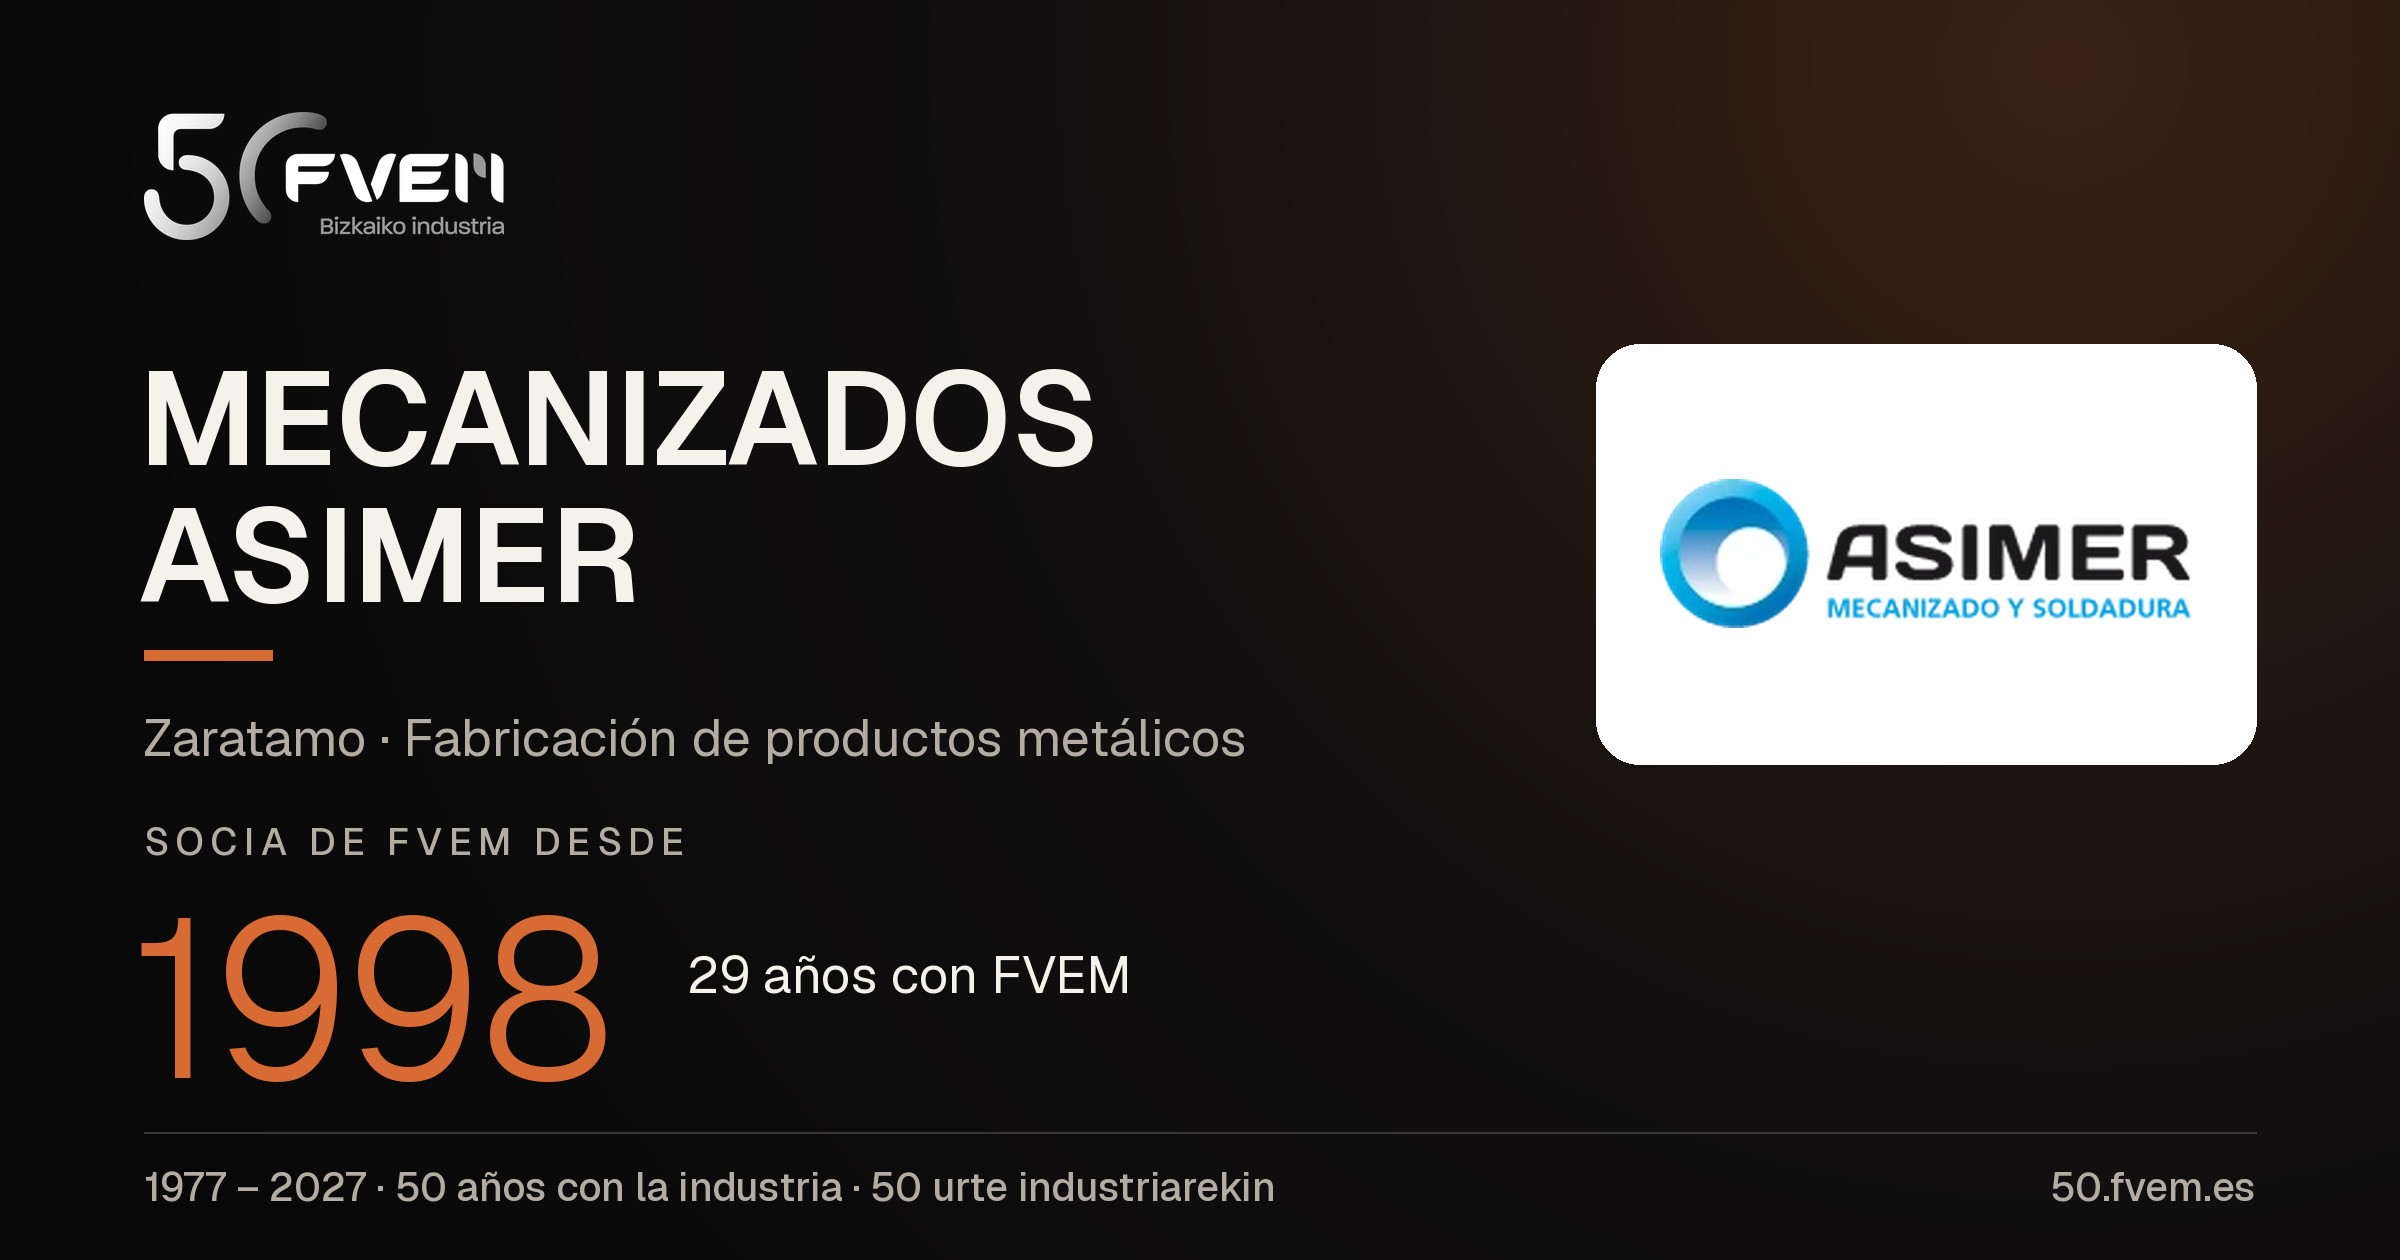 50 FVEM
Bizkaiko industria
MECANIZADOS
ASIMER
ASIMER
MECANIZADO Y SOLDADURA
Zaratamo · Fabricación de productos metálicos
SOCIA DE FVEM DESDE
1998
29 años con FVEM
1977 – 2027 · 50 años con la industria · 50 urte industriarekin
50.fvem.es